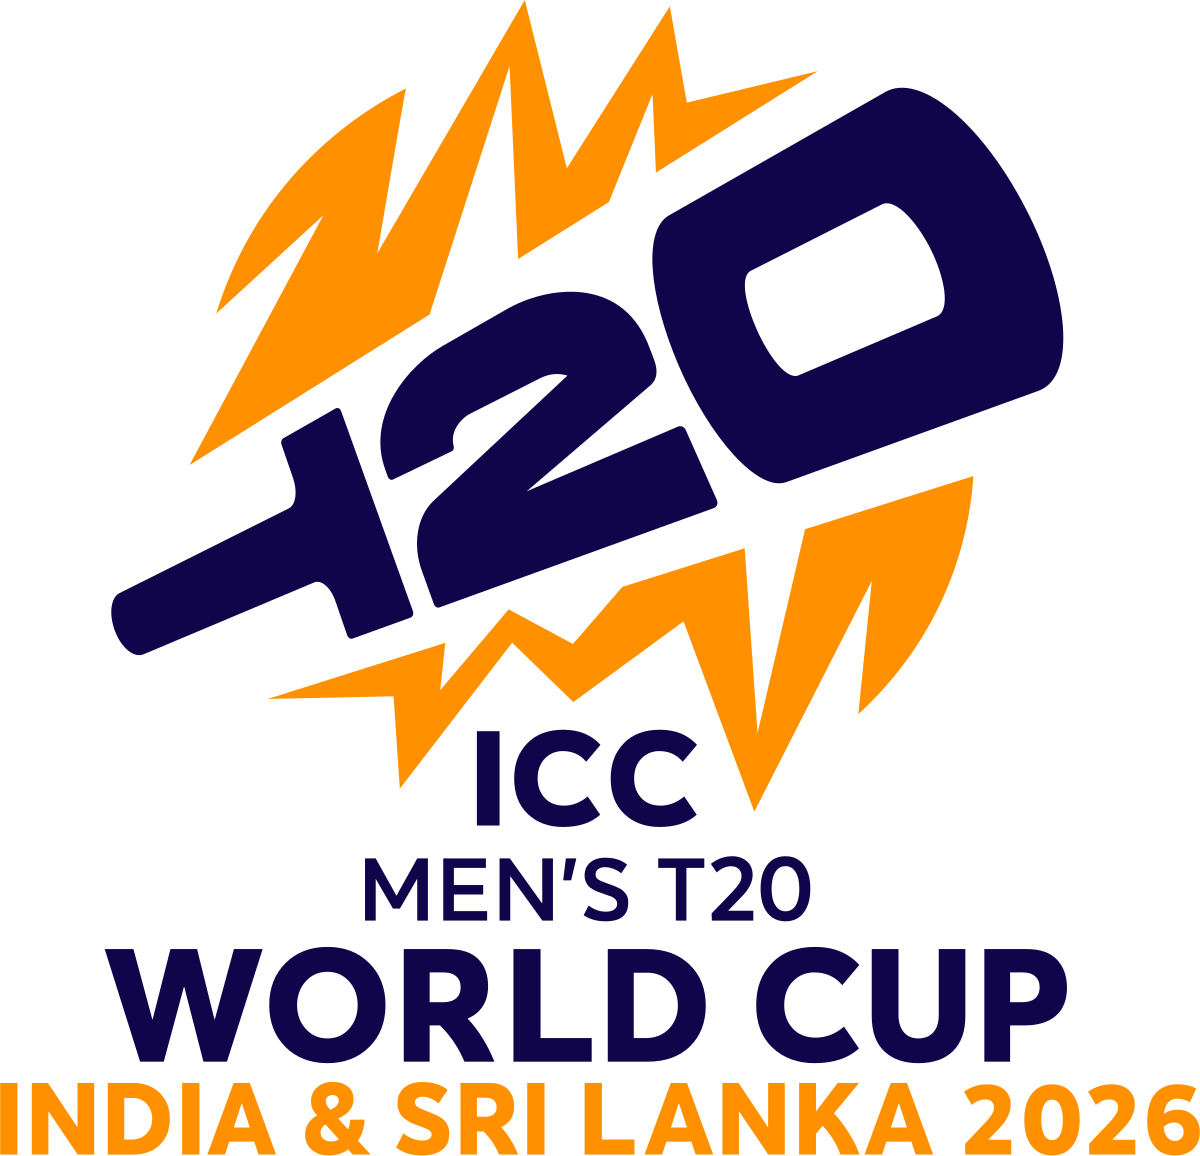 T20
ICC
MEN'S T20
WORLD CUP
INDIA & SRI LANKA 2026